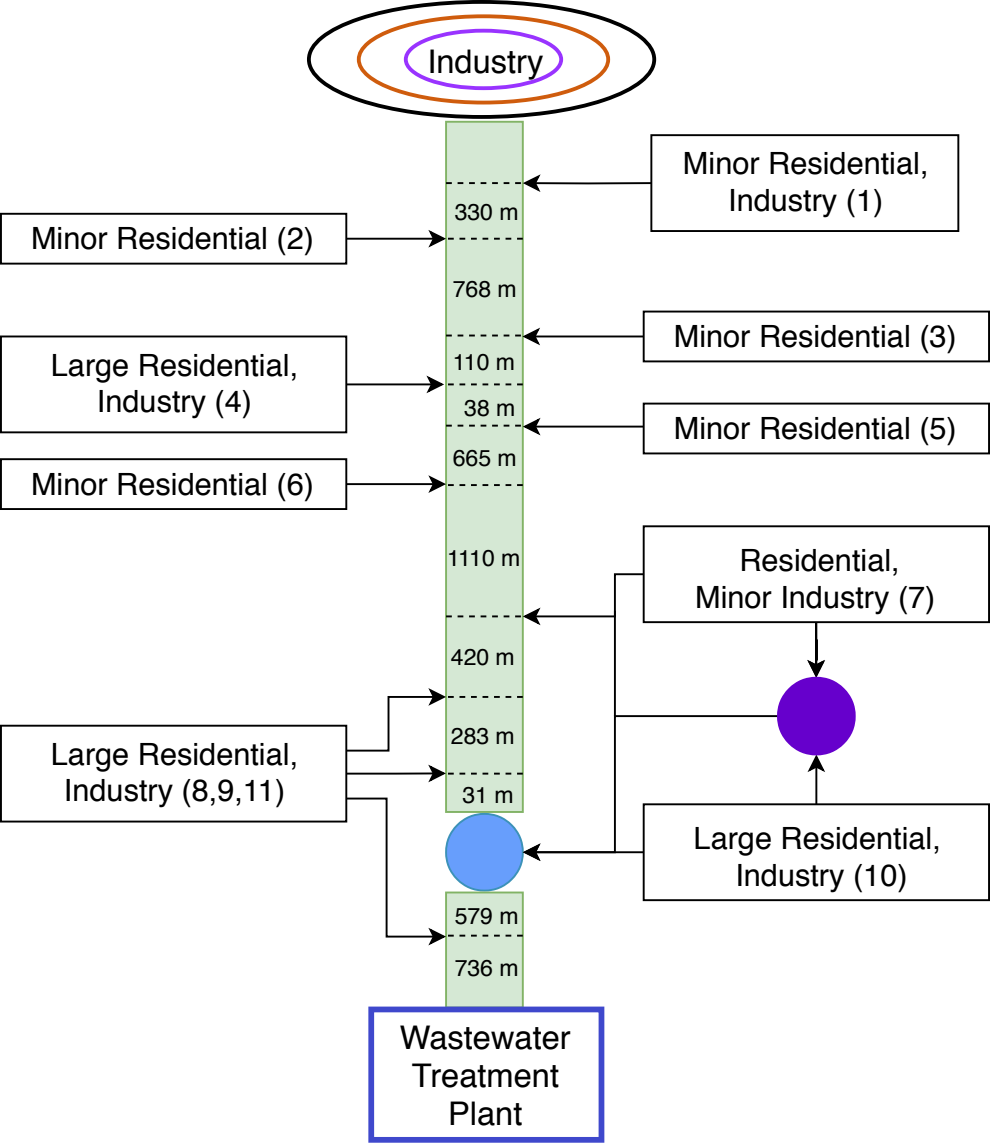 Industry
Minor Residential,
Industry (1)
330 m
Minor Residential (2)
768 m
Minor Residential (3)
110 m
Large Residential,
Industry (4)
38 m
Minor Residential (5)
665 m
Minor Residential (6)
1110 m
Residential,
Minor Industry (7)
420 m
283 m
Large Residential,
Industry (8,9,11)
31 m
Large Residential,
Industry (10)
579 m
736 m
Wastewater
Treatment
Plant